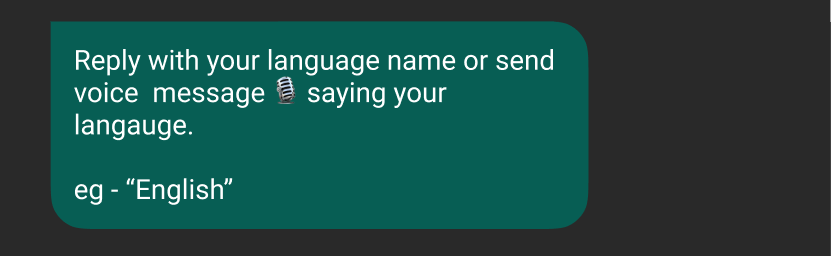 Reply with your language name or send
voice  message 🎙 saying your
langauge.
eg - “English”